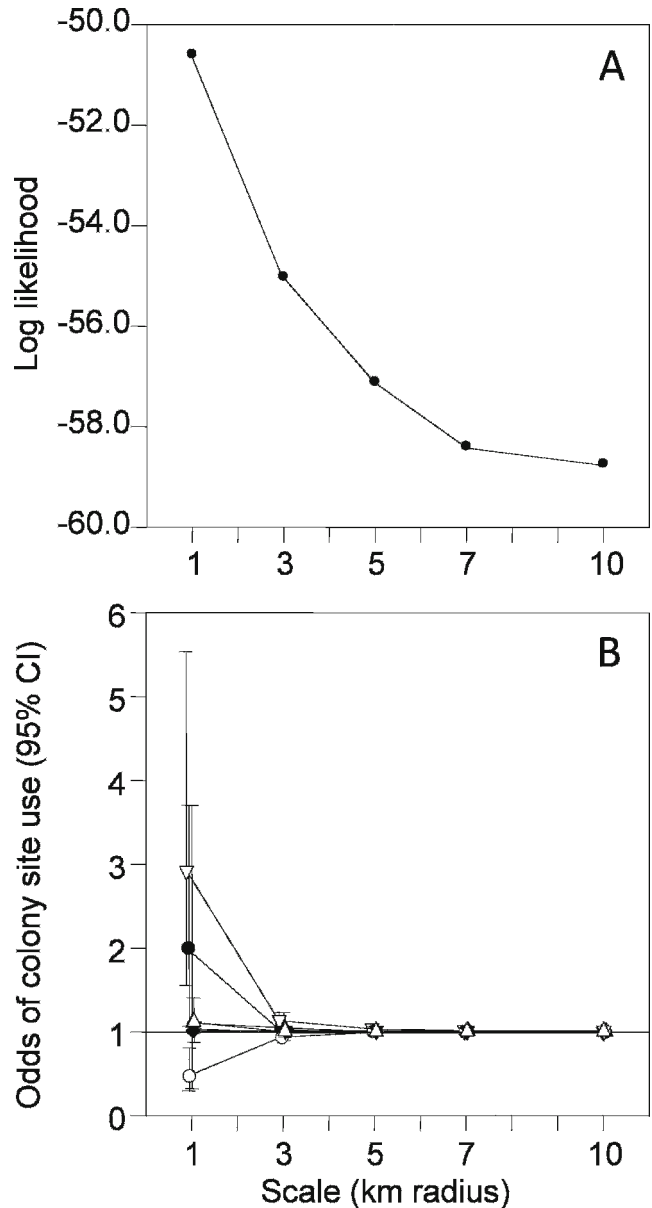 A
Log likelihood
-50.0
-52.0
-54.0
-56.0
-58.0
-60.0
1 3 5 7 10
B
Odds of colony site use (95% CI)
6
5
4
3
2
1
0
1 3 5 7 10
Scale (km radius)